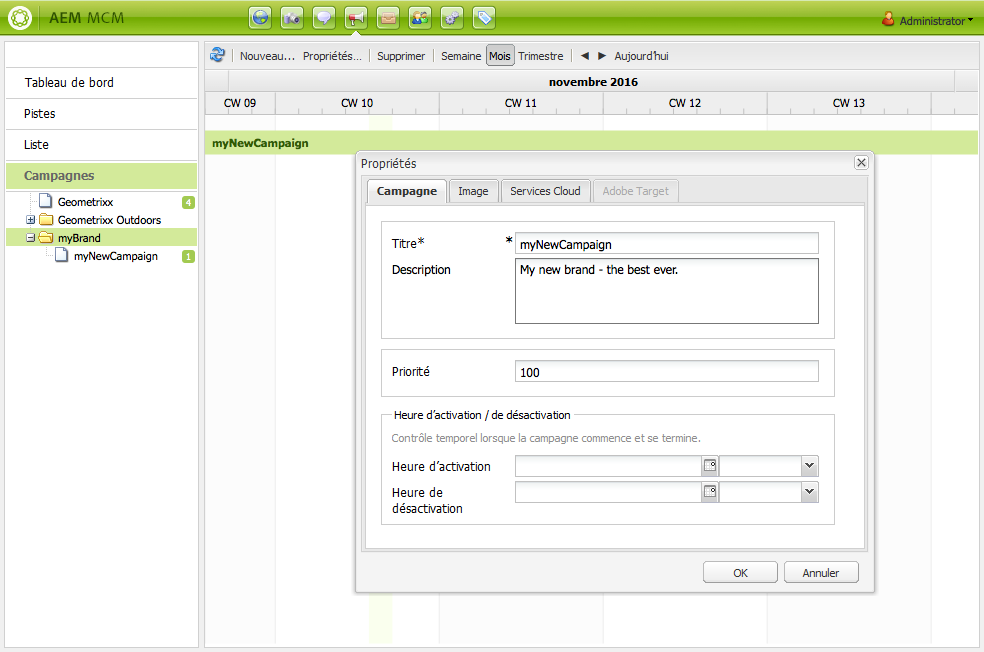 AEM MCM
Administrator
Nouveau... Propriétés... Supprimer Semaine Mois Trimestre Aujourd'hui
Tableau de bord
Pistes
Liste
Campagnes
Geometrixx 4
Geometrixx Outdoors
myBrand
myNewCampaign 1
novembre 2016
CW 09 CW 10 CW 11 CW 12 CW 13
myNewCampaign
Propriétés
Campagne Image Services Cloud Adobe Target
Titre* * myNewCampaign
Description My new brand - the best ever.
Priorité 100
Heure d'activation / de désactivation
Contrôle temporel lorsque la campagne commence et se termine.
Heure d'activation
Heure de
désactivation
OK Annuler